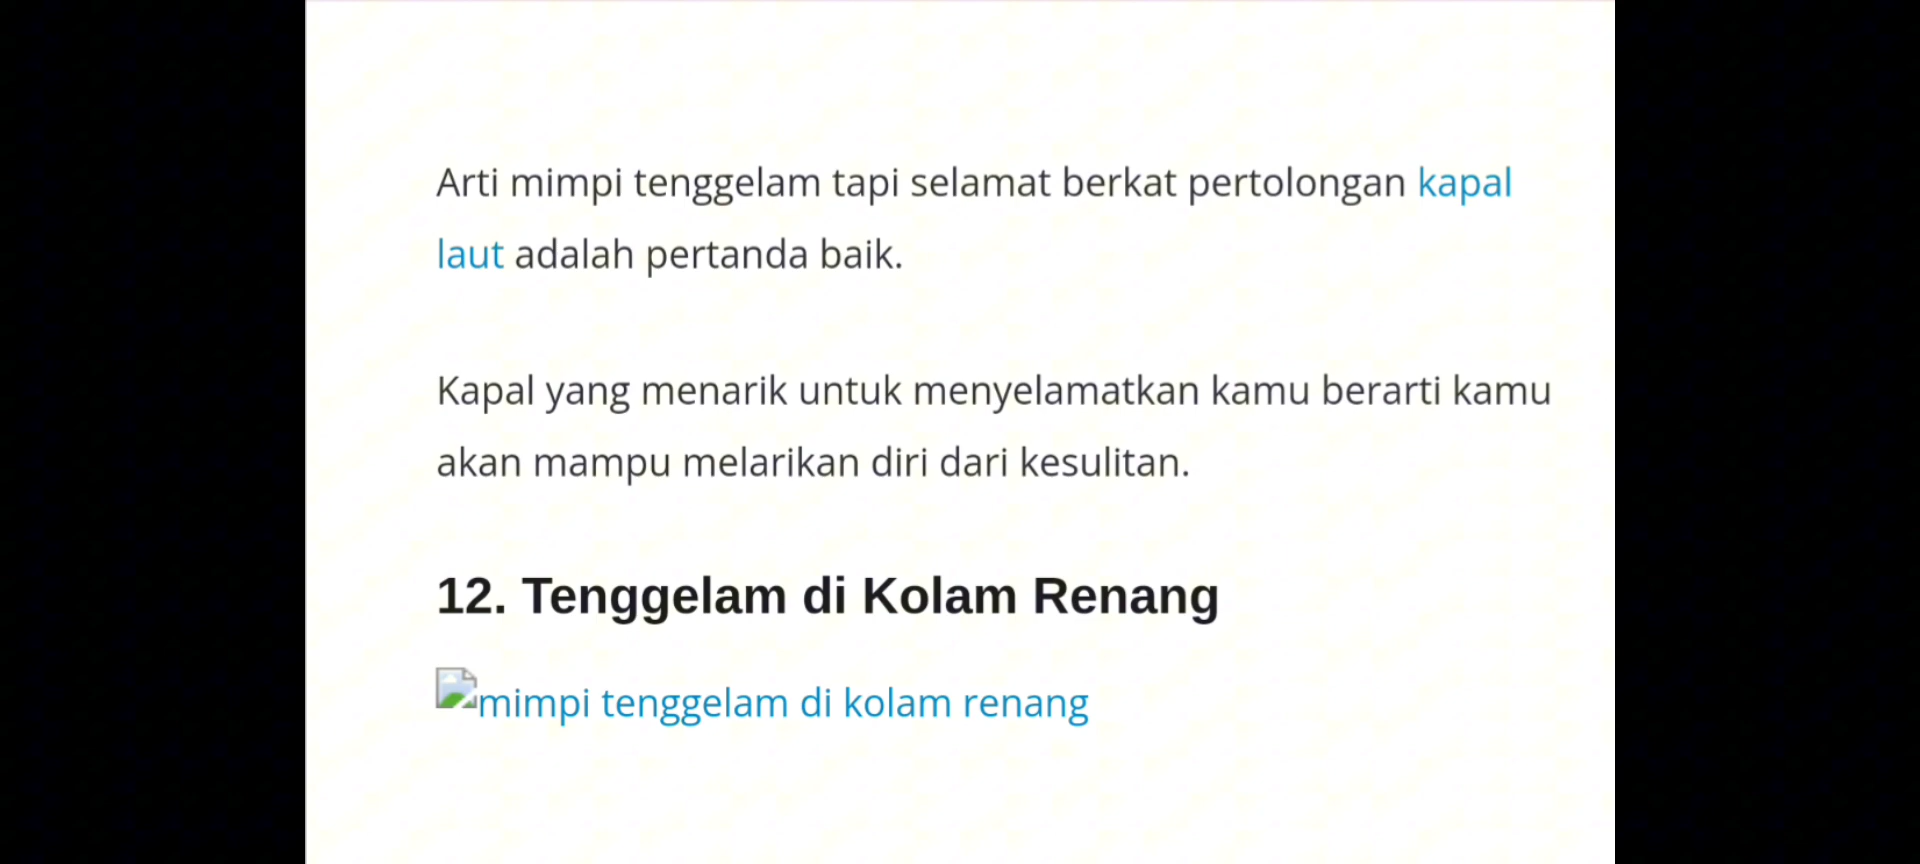 Arti mimpi tenggelam tapi selamat berkat pertolongan kapal
laut adalah pertanda baik.
Kapal yang menarik untuk menyelamatkan kamu berarti kamu
akan mampu melarikan diri dari kesulitan.
12. Tenggelam di Kolam Renang
mimpi tenggelam di kolam renang